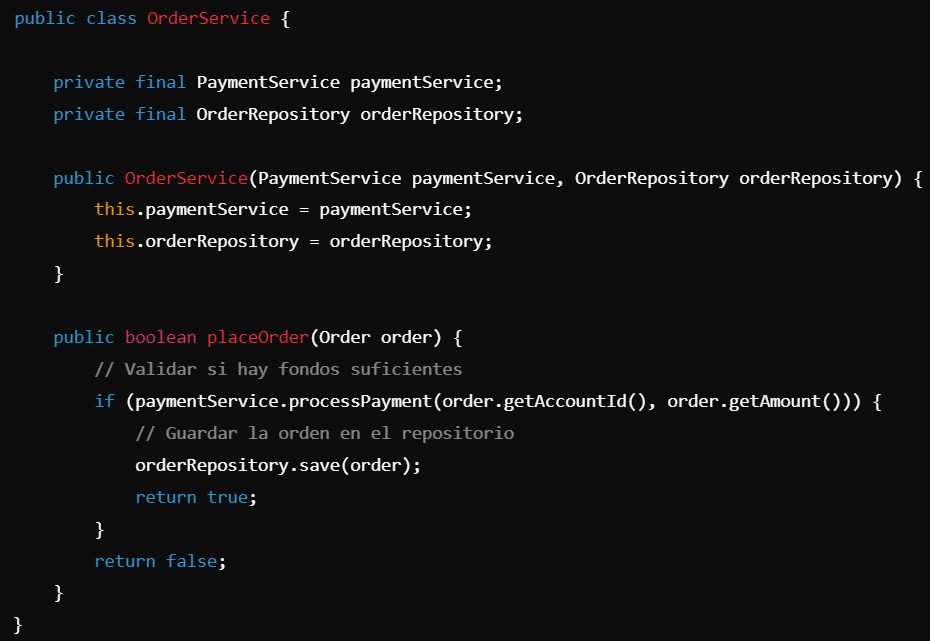 public class OrderService {
    private final PaymentService paymentService;
    private final OrderRepository orderRepository;
    public OrderService(PaymentService paymentService, OrderRepository orderRepository) {
        this.paymentService = paymentService;
        this.orderRepository = orderRepository;
    }
    public boolean placeOrder(Order order) {
        // Validar si hay fondos suficientes
        if (paymentService.processPayment(order.getAccountId(), order.getAmount())) {
            // Guardar la orden en el repositorio
            orderRepository.save(order);
            return true;
        }
        return false;
    }
}